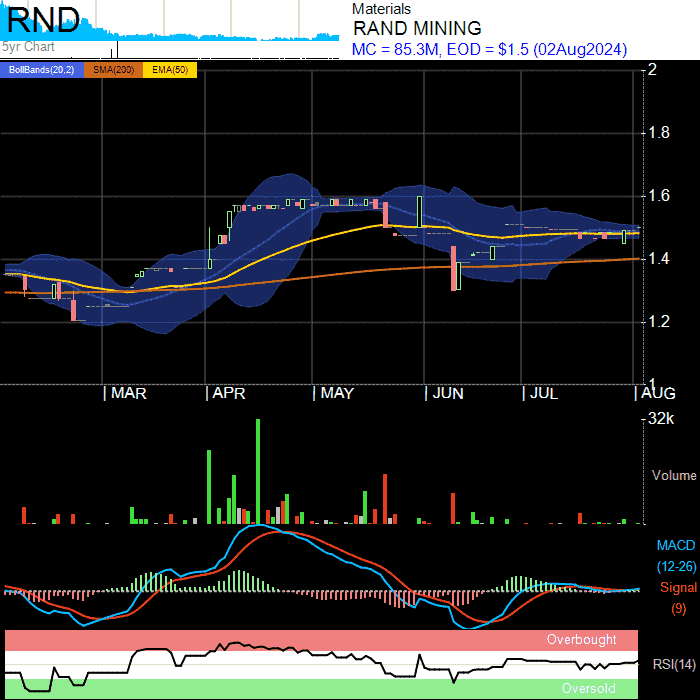 RND
5yr Chart
Materials
RAND MINING
MC = 85.3M, EOD = $1.5 (02Aug2024)
BollBands(20,2) SMA(200) EMA(50)
2
1.8
1.6
1.4
1.2
1
MAR APR MAY JUN JUL AUG
32k
Volume
MACD
(12-26)
Signal
(9)
Overbought
RSI(14)
Oversold